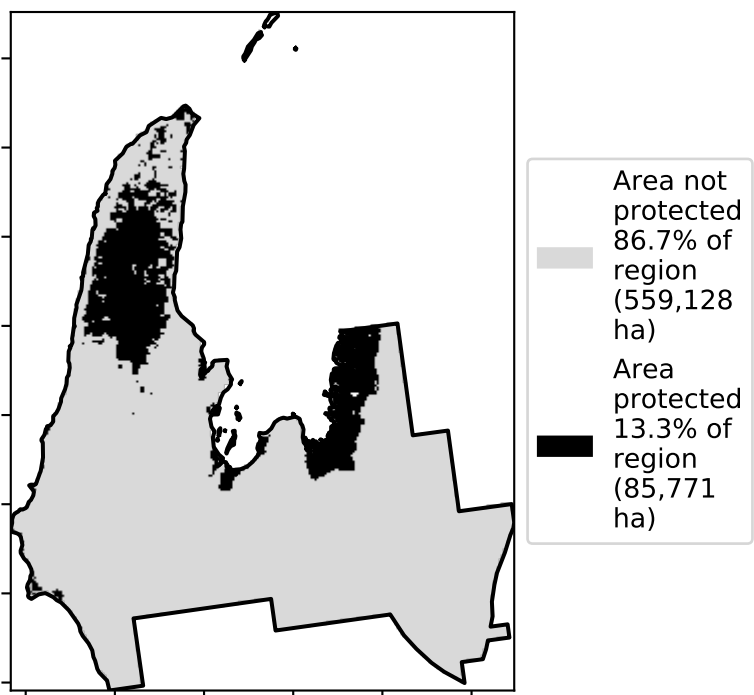 Area not
protected
86.7% of
region
(559,128
ha)
Area
protected
13.3% of
region
(85,771
ha)